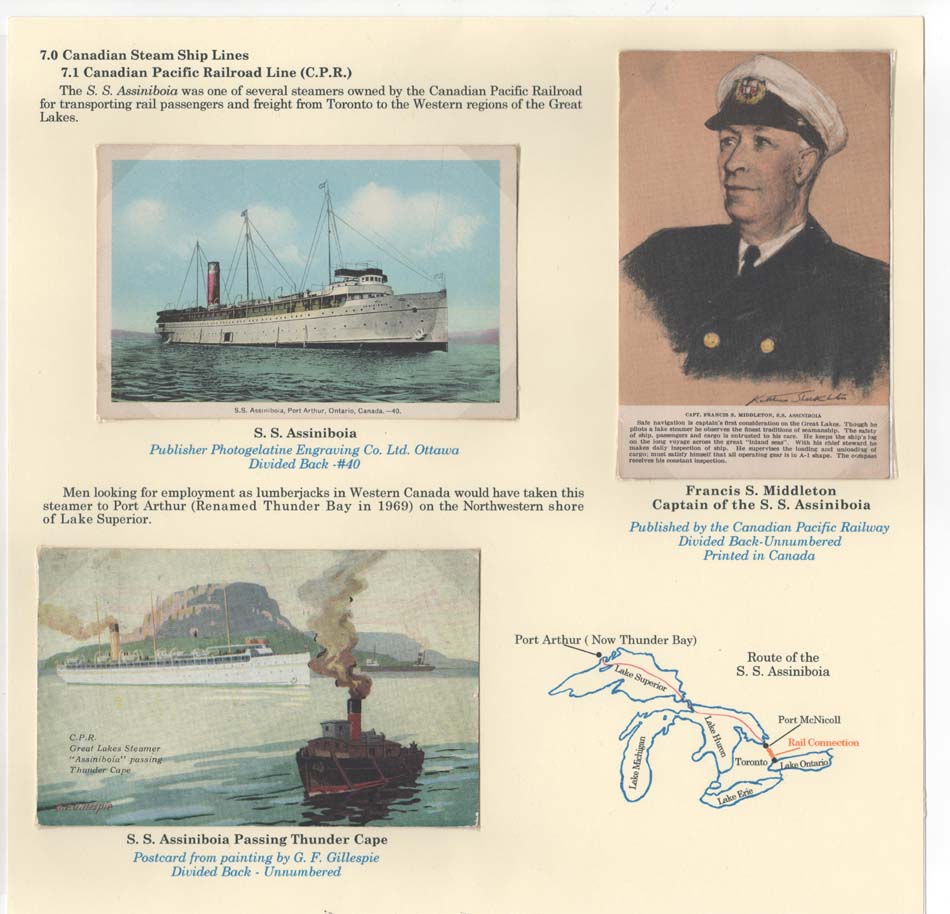 7.0 Canadian Steam Ship Lines
7.1 Canadian Pacific Railroad Line (C.P.R.)
The S. S. Assiniboia was one of several steamers owned by the Canadian Pacific Railroad
for transporting rail passengers and freight from Toronto to the Western regions of the Great
Lakes.
S.S. Assiniboia, Port Arthur, Ontario, Canada.—40.
S. S. Assiniboia
Publisher Photogelatine Engraving Co. Ltd. Ottawa
Divided Back -#40
Men looking for employment as lumberjacks in Western Canada would have taken this
steamer to Port Arthur (Renamed Thunder Bay in 1969) on the Northwestern shore
of Lake Superior.
CAPT. FRANCIS S. MIDDLETON, S.S. ASSINIBOIA
Safe navigation is captain's first consideration on the Great Lakes. Though he
pilots a lake steamer he observes the finest traditions of seamanship. The safety
of ship, passengers and cargo is entrusted to his care. He keeps the ship's log
on the long voyage across the great "inland seas". With his chief steward he
makes daily inspection of ship. He supervises the loading and unloading of
cargo; must satisfy himself that all operating gear is in A-1 shape. The compass
receives his constant inspection.
Francis S. Middleton
Captain of the S. S. Assiniboia
Published by the Canadian Pacific Railway
Divided Back-Unnumbered
Printed in Canada
C.P.R.
Great Lakes Steamer
"Assiniboia" passing
Thunder Cape
Gillespie
S. S. Assiniboia Passing Thunder Cape
Postcard from painting by G. F. Gillespie
Divided Back - Unnumbered
Port Arthur ( Now Thunder Bay)
Route of the
S. S. Assiniboia
Lake Superior
Lake Michigan
Lake Huron
Port McNicoll
Rail Connection
Toronto
Lake Ontario
Lake Erie